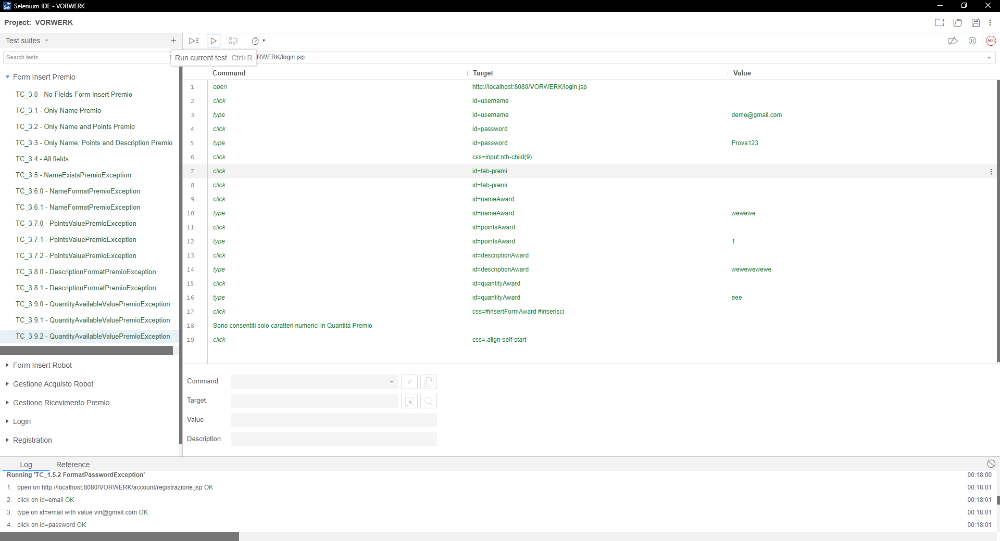 Selenium IDE - VORWERK
Project: VORWERK
Test suites
Search tests...
Run current test Ctrl+R
RWERK/login.jsp
Form Insert Premio
TC_3.0 - No Fields Form Insert Premio
TC_3.1 - Only Name Premio
TC_3.2 - Only Name and Points Premio
TC_3.3 - Only Name, Points and Description Premio
TC_3.4 - All fields
TC_3.5 - NameExistsPremioException
TC_3.6.0 - NameFormatPremioException
TC_3.6.1 - NameFormatPremioException
TC_3.7.0 - PointsValuePremioException
TC_3.7.1 - PointsValuePremioException
TC_3.7.2 - PointsValuePremioException
TC_3.8.0 - DescriptionFormatPremioException
TC_3.8.1 - DescriptionFormatPremioException
TC_3.9.0 - QuantityAvailableValuePremioException
TC_3.9.1 - QuantityAvailableValuePremioException
TC_3.9.2 - QuantityAvailableValuePremioException
Form Insert Robot
Gestione Acquisto Robot
Gestione Ricevimento Premio
Login
Registration
REC
Command Target Value
1 open http://localhost:8080/VORWERK/login.jsp
2 click id=username
3 type id=username demo@gmail.com
4 click id=password
5 type id=password Prova123
6 click css=input:nth-child(9)
7 click id=tab-premi
8 click id=tab-premi
9 click id=nameAward
10 type id=nameAward wewewe
11 click id=pointsAward
12 type id=pointsAward 1
13 click id=descriptionAward
14 type id=descriptionAward wewewewewe
15 click id=quantityAward
16 type id=quantityAward eee
17 click css=#insertFormAward #inserisci
18 Sono consentiti solo caratteri numerici in Quantità Premio
19 click css=.align-self-start
Command //
Target
Value
Description
Log Reference
Running 'TC_1.5.2 FormatPasswordException' 00:18:00
1. open on http://localhost:8080/VORWERK/account/registrazione.jsp OK 00:18:01
2. click on id=email OK 00:18:01
3. type on id=email with value vin@gmail.com OK 00:18:01
4. click on id=password OK 00:18:01